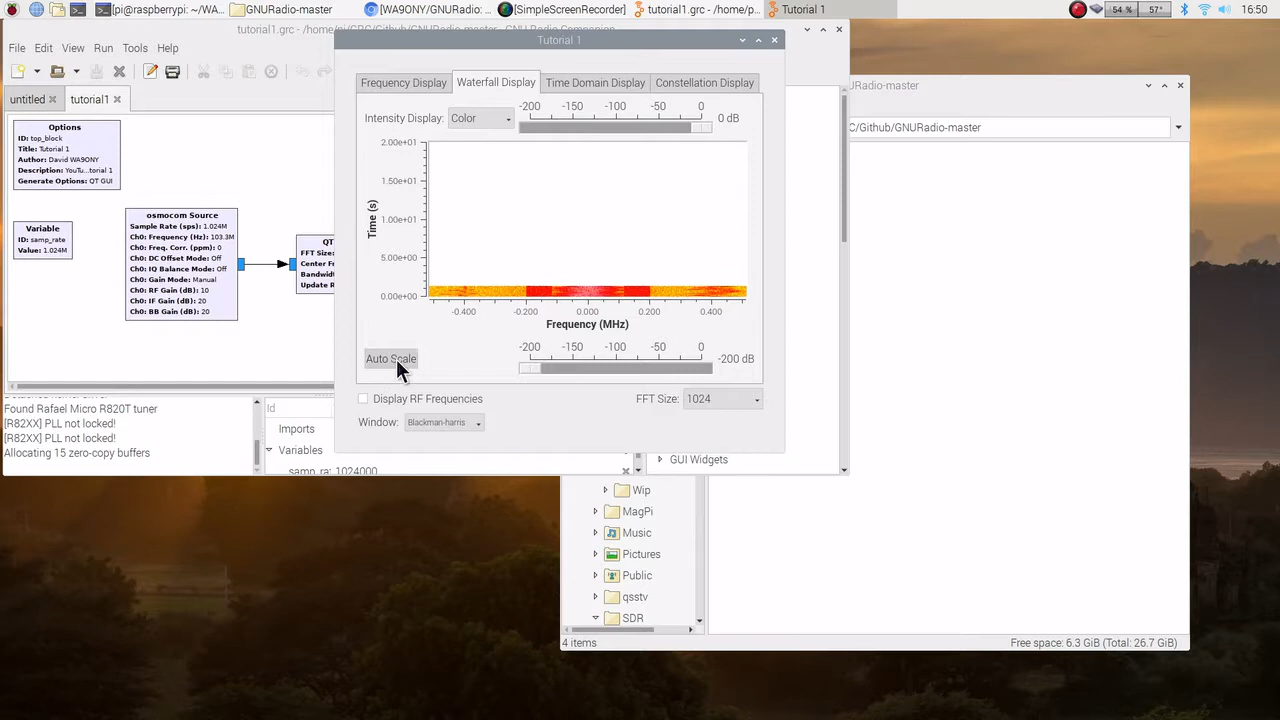 [pi@raspberrypi: ~/WA...
GNURadio-master
[WA9ONY/GNURadio: ...
[SimpleScreenRecorder]
tutorial1.grc - /home/p...
Tutorial 1
54 %
57°
16:50
tutorial1.grc - /home/pi/GRC/Github/GNURadio-master - GNU Radio Companion
File Edit View Run Tools Help
untitled
tutorial1
Options
ID: top_block
Title: Tutorial 1
Author: David WA9ONY
Description: YouTu...torial 1
Generate Options: QT GUI
Variable
ID: samp_rate
Value: 1.024M
osmocom Source
Sample Rate (sps): 1.024M
Ch0: Frequency (Hz): 103.3M
Ch0: Freq. Corr. (ppm): 0
Ch0: DC Offset Mode: Off
Ch0: IQ Balance Mode: Off
Ch0: Gain Mode: Manual
Ch0: RF Gain (dB): 10
Ch0: IF Gain (dB): 20
Ch0: BB Gain (dB): 20
QT
FFT Size:
Center Fr
Bandwidt
Update R
Found Rafael Micro R820T tuner
[R82XX] PLL not locked!
[R82XX] PLL not locked!
Allocating 15 zero-copy buffers
Id
Imports
Variables
samp_ra: 1024000
GUI Widgets
Tutorial 1
Frequency Display
Waterfall Display
Time Domain Display
Constellation Display
Intensity Display: Color
-200 -150 -100 -50 0
0 dB
2.00e+01
1.50e+01
1.00e+01
5.00e+00
0.00e+00
Time (s)
-0.400 -0.200 0.000 0.200 0.400
Frequency (MHz)
Auto Scale
-200 -150 -100 -50 0
-200 dB
Display RF Frequencies
FFT Size: 1024
Window: Blackman-harris
URadio-master
C/Github/GNURadio-master
Wip
MagPi
Music
Pictures
Public
qsstv
SDR
4 items
Free space: 6.3 GiB (Total: 26.7 GiB)